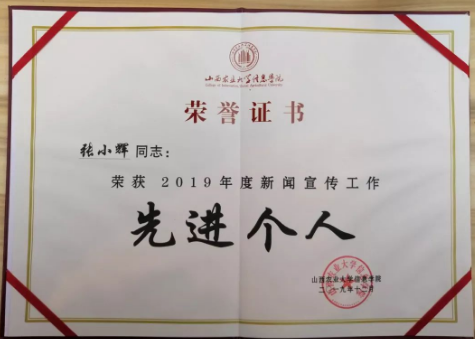 山西农业大学信息学院
荣誉证书
张小辉 同志：
荣获 2019年度新闻宣传工作
先进个人
山西农业大学信息学院
二〇一九年十二月